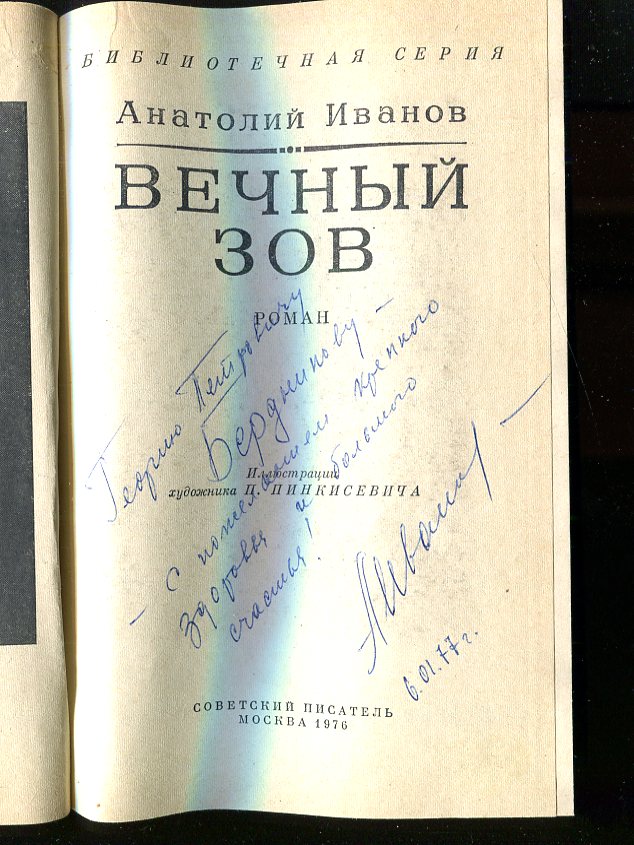 БИБЛИОТЕЧНАЯ СЕРИЯ
Анатолий Иванов
ВЕЧНЫЙ
ЗОВ
РОМАН
Георгию Петровичу
Бердникову —
— с пожеланием крепкого
здоровья и большого
счастья!
АИванов —
6.01.77 г.
Иллюстрации
художника П. ПИНКИСЕВИЧА
СОВЕТСКИЙ ПИСАТЕЛЬ
МОСКВА 1976